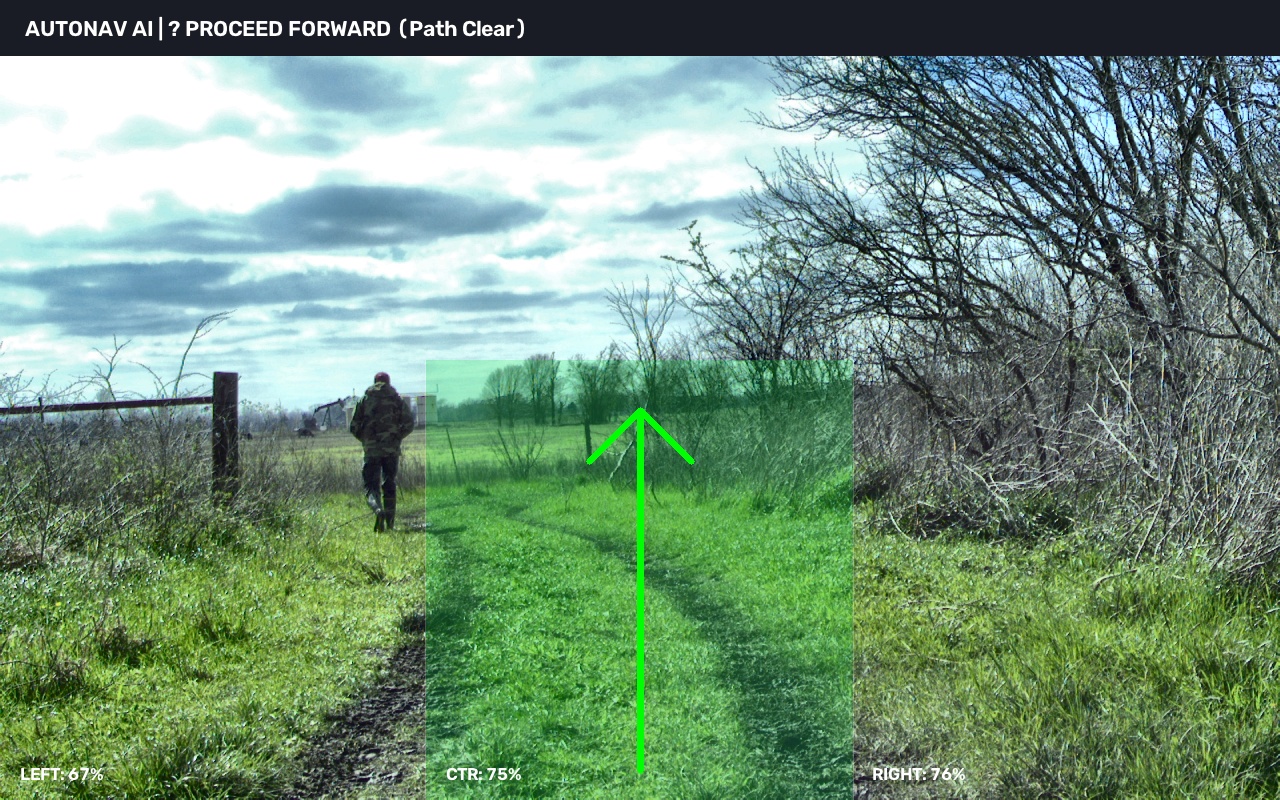 AUTONAV AI | ? PROCEED FORWARD (Path Clear)
LEFT: 67%
CTR: 75%
RIGHT: 76%